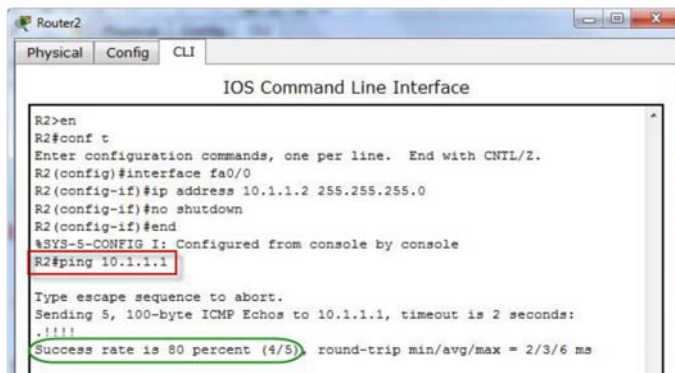 Router2
Physical Config CLI
IOS Command Line Interface
R2>en
R2#conf t
Enter configuration commands, one per line.  End with CNTL/Z.
R2(config)#interface fa0/0
R2(config-if)#ip address 10.1.1.2 255.255.255.0
R2(config-if)#no shutdown
R2(config-if)#end
%SYS-5-CONFIG_I: Configured from console by console
R2#ping 10.1.1.1
Type escape sequence to abort.
Sending 5, 100-byte ICMP Echos to 10.1.1.1, timeout is 2 seconds:
.!!!!
Success rate is 80 percent (4/5), round-trip min/avg/max = 2/3/6 ms